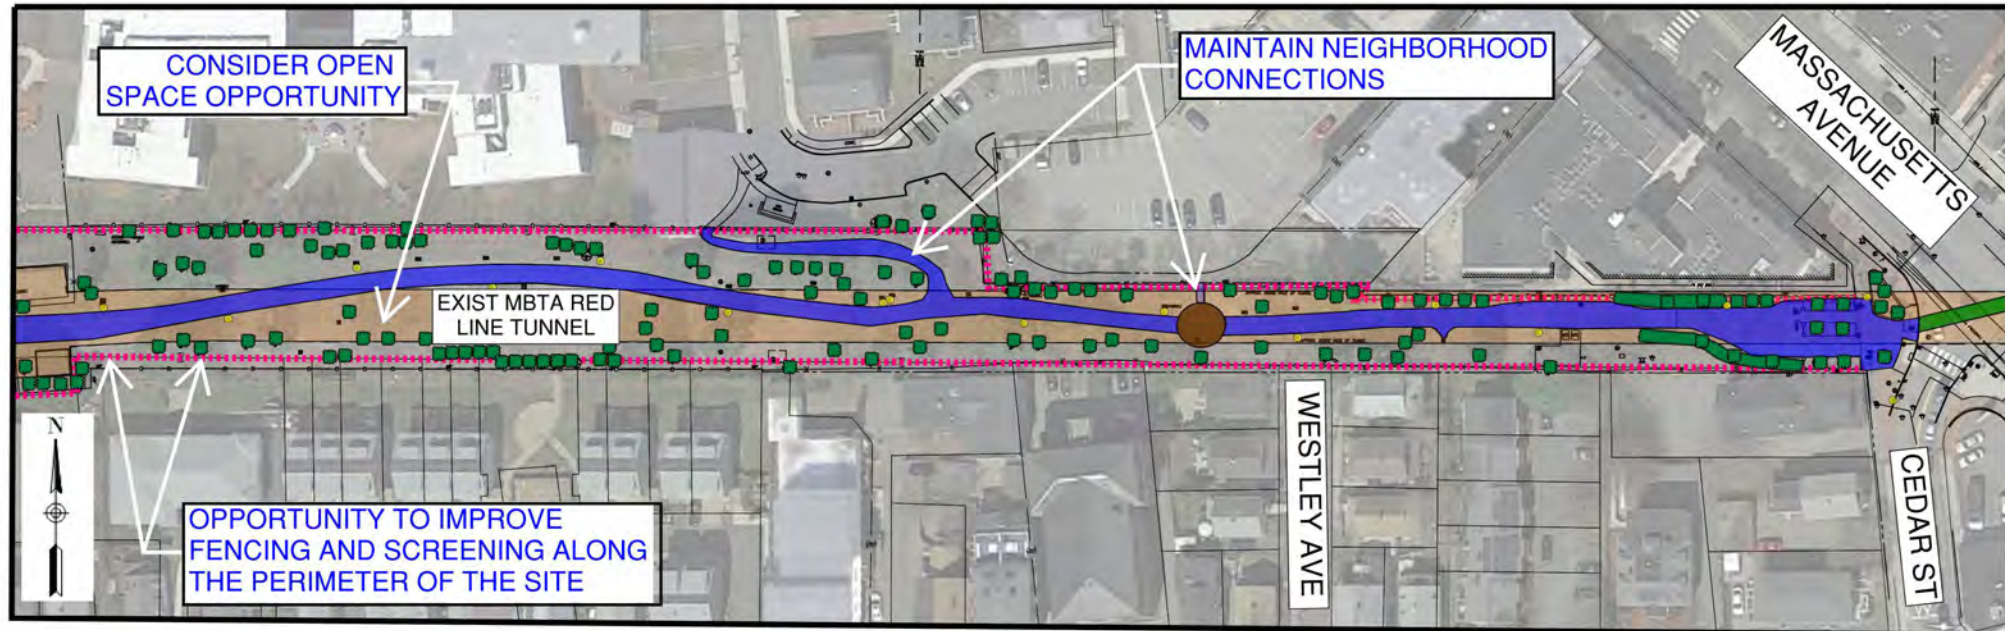 CONSIDER OPEN
SPACE OPPORTUNITY
MAINTAIN NEIGHBORHOOD
CONNECTIONS
MASSACHUSETTS
AVENUE
EXIST MBTA RED
LINE TUNNEL
N
OPPORTUNITY TO IMPROVE
FENCING AND SCREENING ALONG
THE PERIMETER OF THE SITE
WESTLEY AVE
CEDAR ST